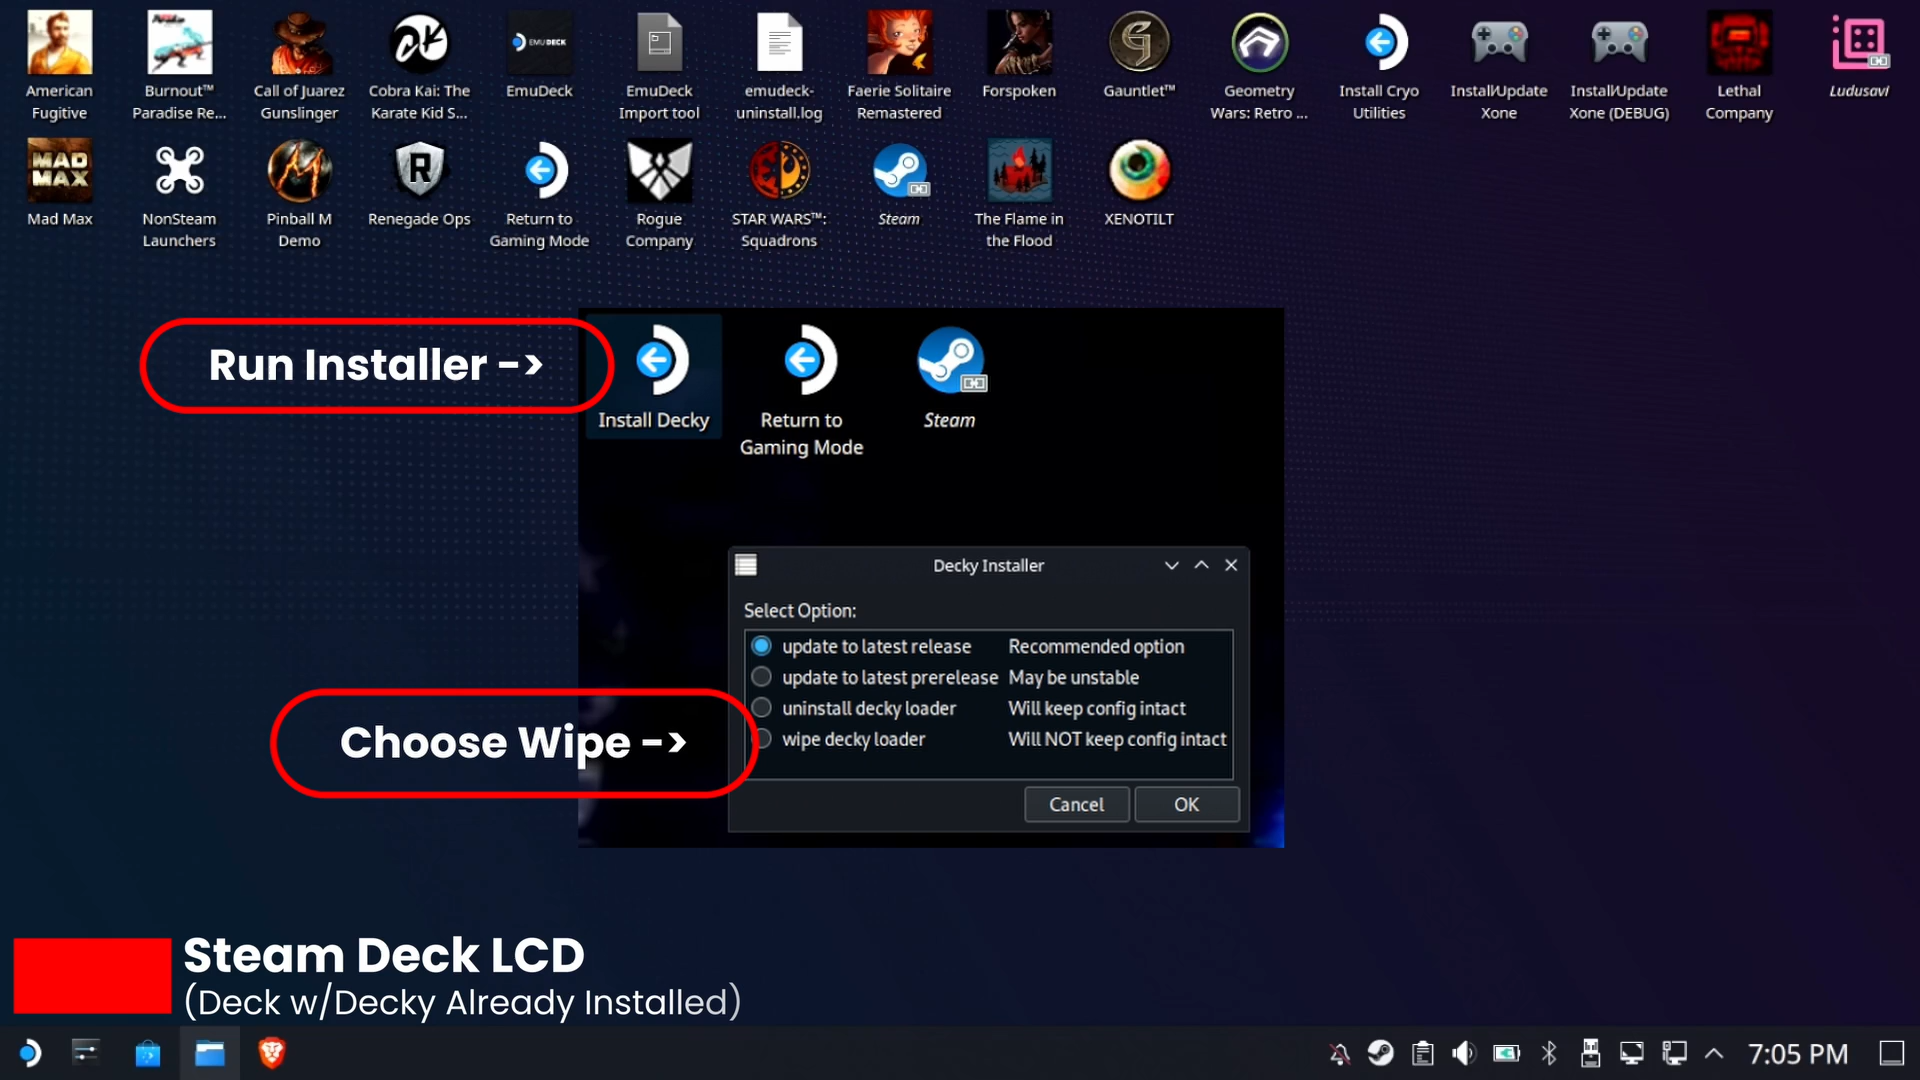 American
Fugitive
Burnout™
Paradise Re...
Call of Juarez
Gunslinger
Cobra Kai: The
Karate Kid S...
EMUDECK
EmuDeck
EmuDeck
Import tool
emudeck-
uninstall.log
Faerie Solitaire
Remastered
Forspoken
Gauntlet™
Geometry
Wars: Retro ...
Install Cryo
Utilities
Install/Update
Xone
Install/Update
Xone (DEBUG)
Lethal
Company
Ludusavi
MAD
MAX
Mad Max
NonSteam
Launchers
Pinball M
Demo
R
Renegade Ops
Return to
Gaming Mode
Rogue
Company
STAR WARS™:
Squadrons
Steam
The Flame in
the Flood
XENOTILT
Run Installer ->
Install Decky
Return to
Gaming Mode
Steam
Decky Installer
Select Option:
update to latest release Recommended option
update to latest prerelease May be unstable
uninstall decky loader Will keep config intact
wipe decky loader Will NOT keep config intact
Choose Wipe ->
Cancel
OK
Steam Deck LCD
(Deck w/Decky Already Installed)
7:05 PM